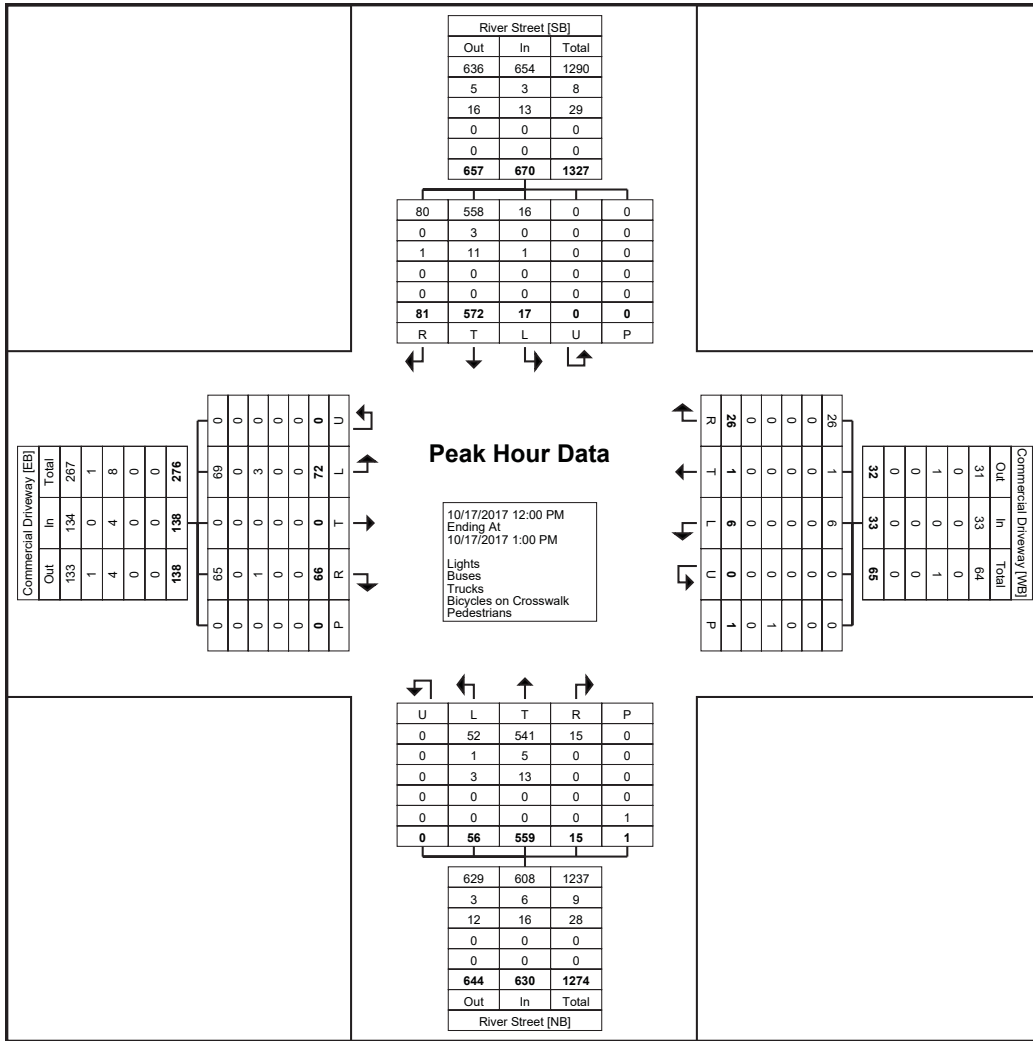 River Street [SB]
Out In Total
636 654 1290
5 3 8
16 13 29
0 0 0
0 0 0
657 670 1327
80 558 16 0 0
0 3 0 0 0
1 11 1 0 0
0 0 0 0 0
0 0 0 0 0
81 572 17 0 0
R T L U P
Commercial Driveway [EB]
Out In Total
133 134 267
1 0 1
4 4 8
0 0 0
0 0 0
138 138 276
0 69 0 65 0
0 0 0 0 0
0 3 0 1 0
0 0 0 0 0
0 0 0 0 0
0 72 0 66 0
U L T R P
Peak Hour Data
10/17/2017 12:00 PM
Ending At
10/17/2017 1:00 PM
Lights
Buses
Trucks
Bicycles on Crosswalk
Pedestrians
Commercial Driveway [WB]
Out In Total
31 33 64
0 0 0
1 0 1
0 0 0
0 0 0
32 33 65
26 1 6 0 0
0 0 0 0 0
0 0 0 0 0
0 0 0 0 1
0 0 0 0 0
26 1 6 0 1
R T L U P
U L T R P
0 52 541 15 0
0 1 5 0 0
0 3 13 0 0
0 0 0 0 0
0 0 0 0 1
0 56 559 15 1
629 608 1237
3 6 9
12 16 28
0 0 0
0 0 0
644 630 1274
Out In Total
River Street [NB]